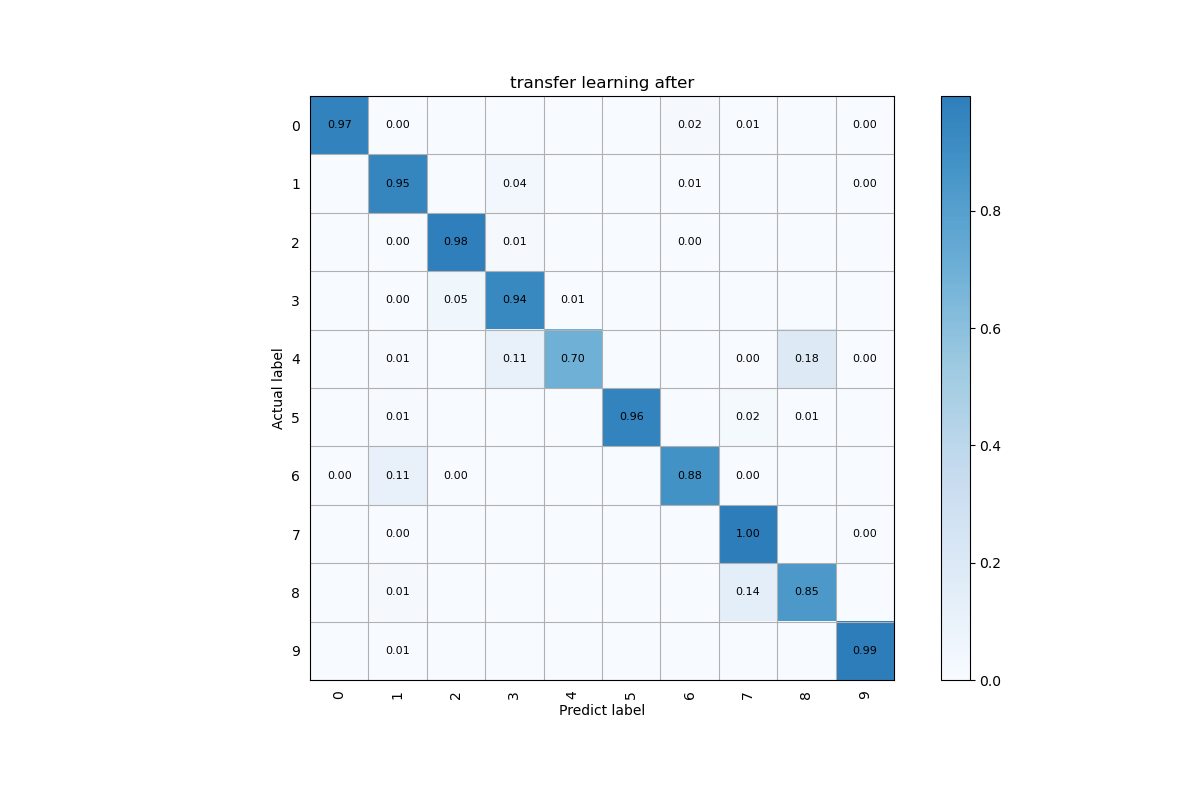 transfer learning after
0 0.97 0.00 0.02 0.01 0.00
1 0.95 0.04 0.01 0.00
2 0.00 0.98 0.01 0.00
3 0.00 0.05 0.94 0.01
4 0.01 0.11 0.70 0.00 0.18 0.00
5 0.01 0.96 0.02 0.01
6 0.00 0.11 0.00 0.88 0.00
7 0.00 1.00 0.00
8 0.01 0.14 0.85
9 0.01 0.99
0 1 2 3 4 5 6 7 8 9
Predict label
Actual label
0.8
0.6
0.4
0.2
0.0